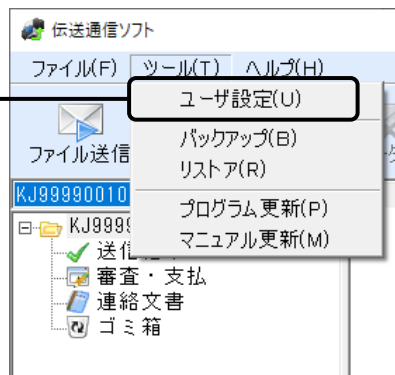 伝送通信ソフト
ファイル(F) ツール(T) ヘルプ(H)
ユーザ設定(U)
バックアップ(B)
リストア(R)
プログラム更新(P)
マニュアル更新(M)
ファイル送信
KJ99990010
KJ9999
審査・支払
連絡文書
ゴミ箱